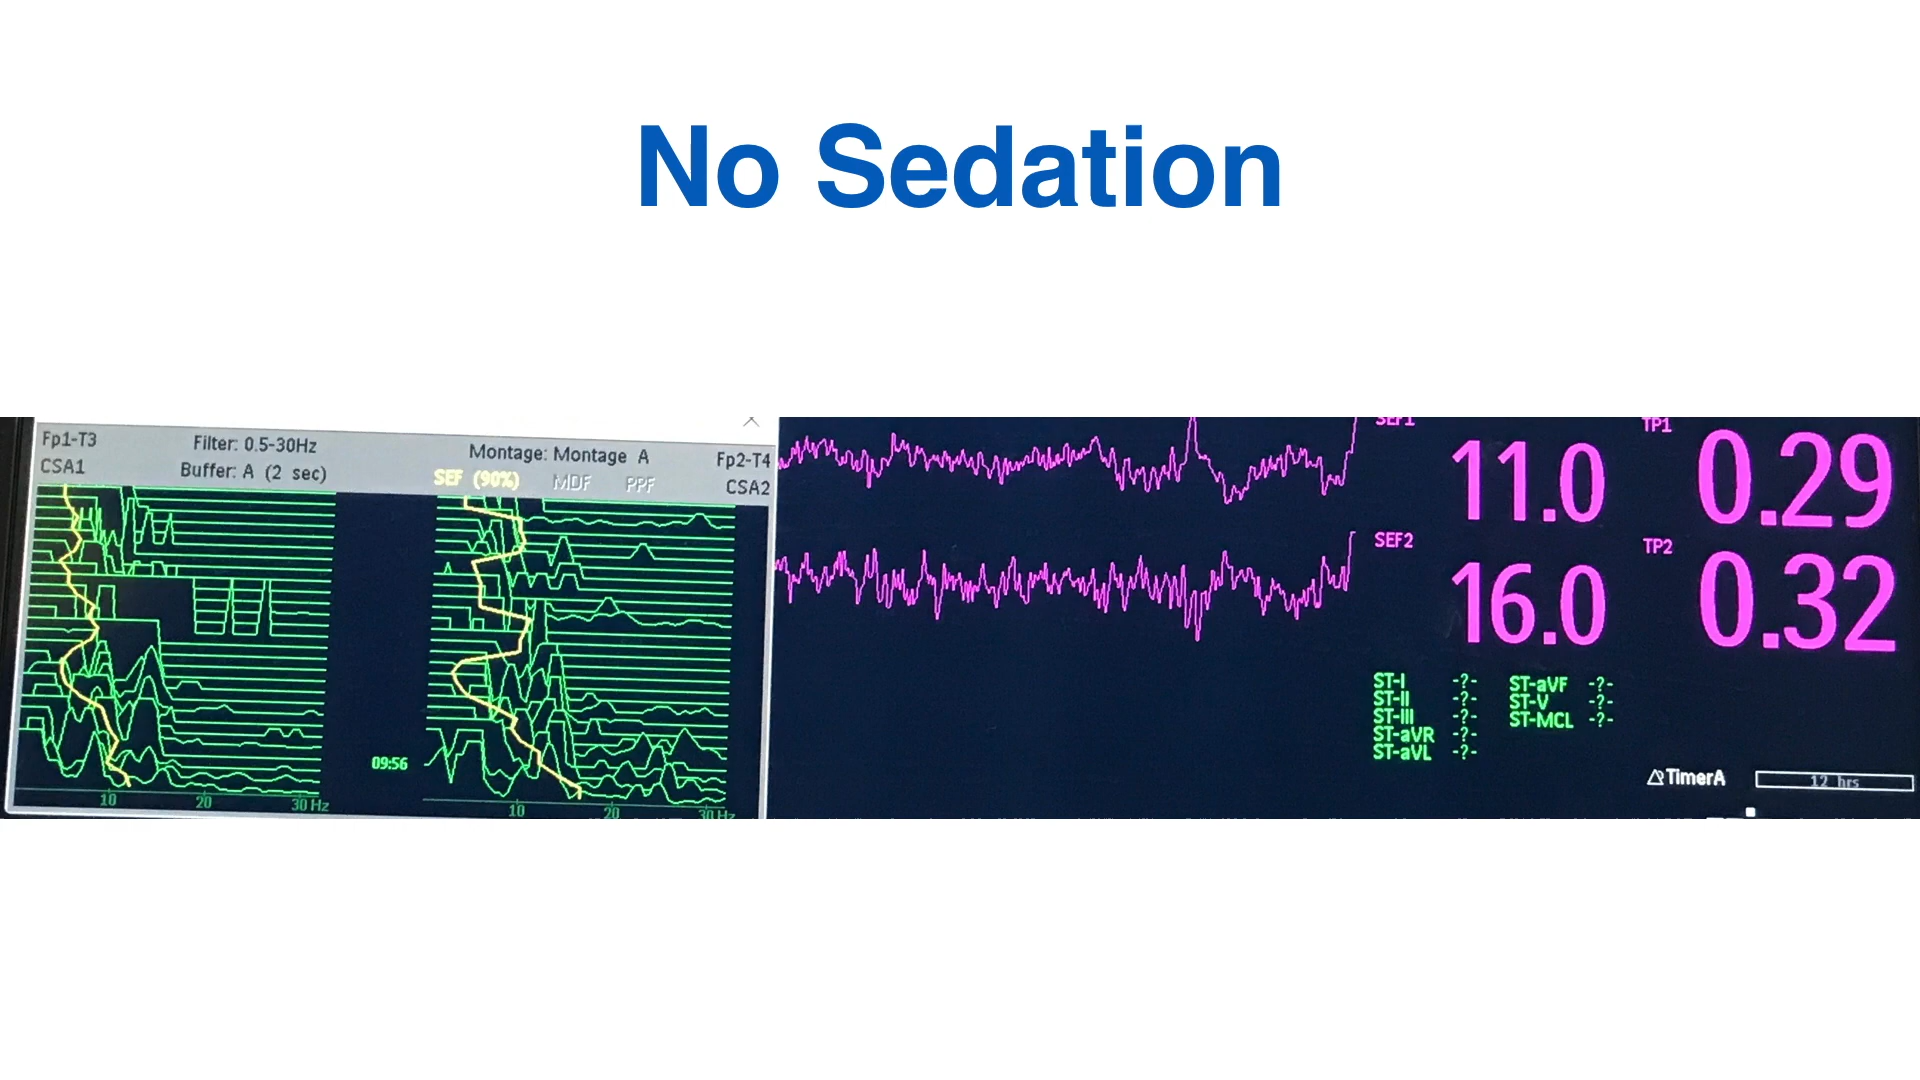 No Sedation
Fp1-T3
Filter: 0.5-30Hz
Montage: Montage A
Fp2-T4
CSA1
Buffer: A (2 sec)
SEF (90%)
MDF
PPF
CSA2
09:56
10 20 30 Hz
10 20 30 Hz
SEF1
11.0
TP1
0.29
SEF2
16.0
TP2
0.32
ST-I -?- ST-aVF -?-
ST-II -?- ST-V -?-
ST-III -?- ST-MCL -?-
ST-aVR -?-
ST-aVL -?-
TimerA
12 hrs